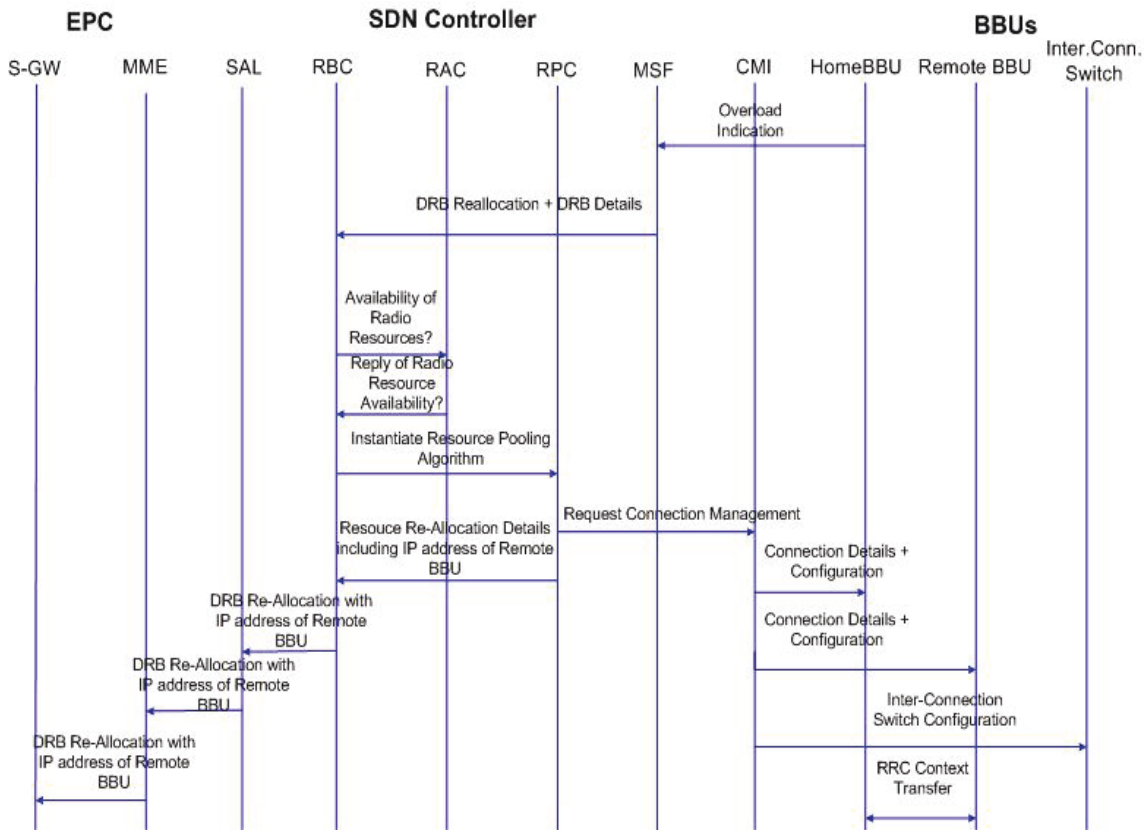 EPC
SDN Controller
BBUs
S-GW
MME
SAL
RBC
RAC
RPC
MSF
CMI
HomeBBU
Remote BBU
Inter.Conn.
Switch
Overload
Indication
DRB Reallocation + DRB Details
Availability of
Radio
Resources?
Reply of Radio
Resource
Availability?
Instantiate Resource Pooling
Algorithm
Request Connection Management
Resouce Re-Allocation Details
including IP address of Remote
BBU
Connection Details +
Configuration
DRB Re-Allocation with
IP address of Remote
BBU
Connection Details +
Configuration
DRB Re-Allocation with
IP address of Remote
BBU
Inter-Connection
Switch Configuration
DRB Re-Allocation with
IP address of Remote
BBU
RRC Context
Transfer